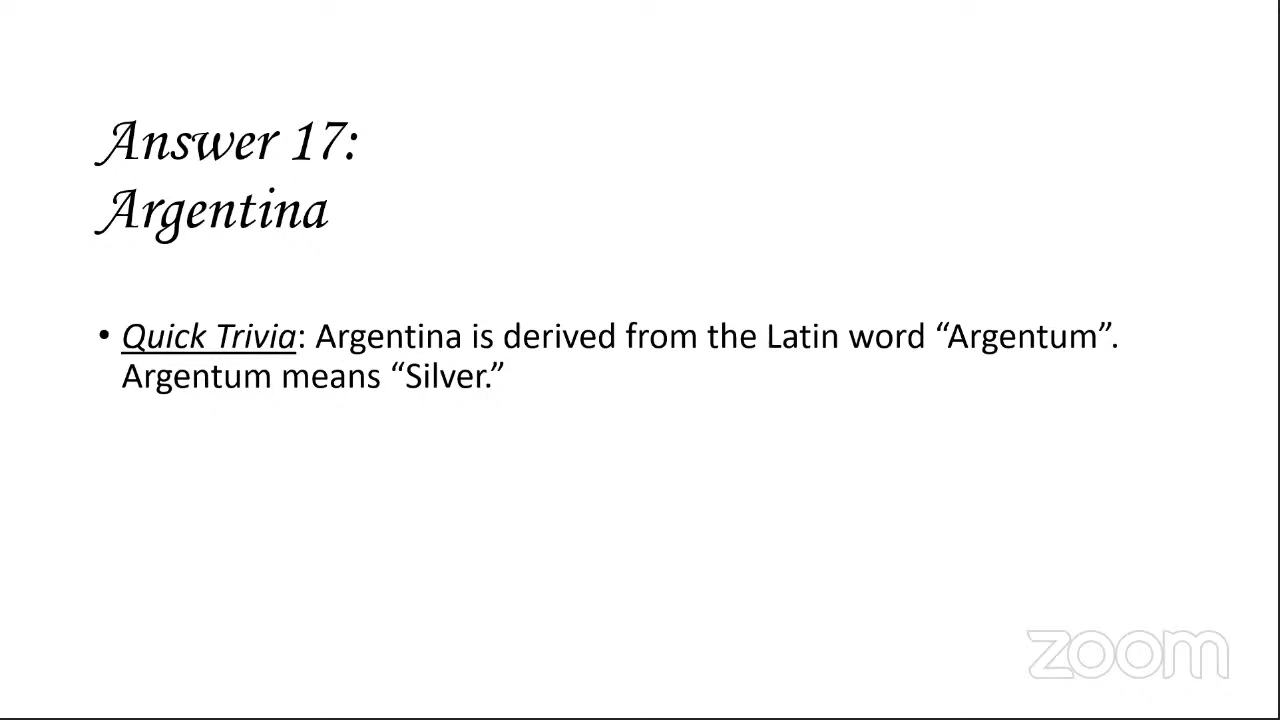 Answer 17:
Argentina
• Quick Trivia: Argentina is derived from the Latin word “Argentum”.
Argentum means “Silver.”
zoom